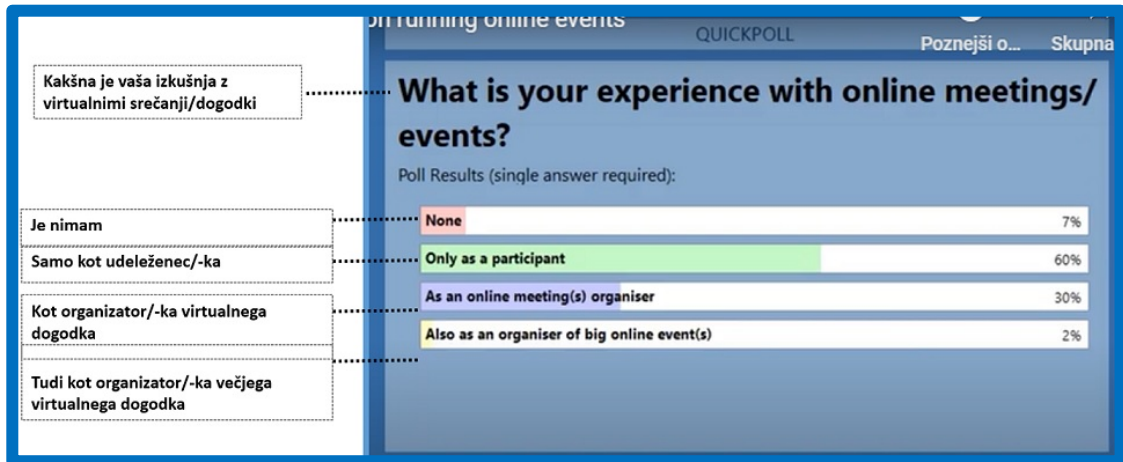 on running online events
QUICKPOLL
Poznejši o...
Skupna
Kakšna je vaša izkušnja z
virtualnimi srečanji/dogodki
What is your experience with online meetings/
events?
Poll Results (single answer required):
Je nimam
None
7%
Samo kot udeleženec/-ka
Only as a participant
60%
Kot organizator/-ka virtualnega
dogodka
As an online meeting(s) organiser
30%
Tudi kot organizator/-ka večjega
virtualnega dogodka
Also as an organiser of big online event(s)
2%